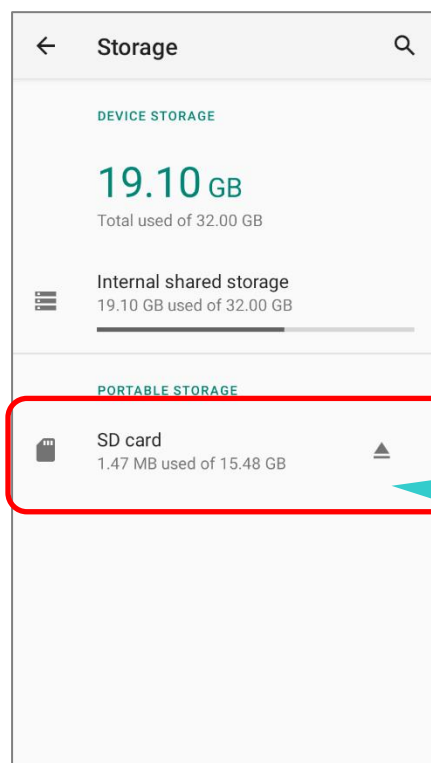 Storage
DEVICE STORAGE
19.10 GB
Total used of 32.00 GB
Internal shared storage
19.10 GB used of 32.00 GB
PORTABLE STORAGE
SD card
1.47 MB used of 15.48 GB